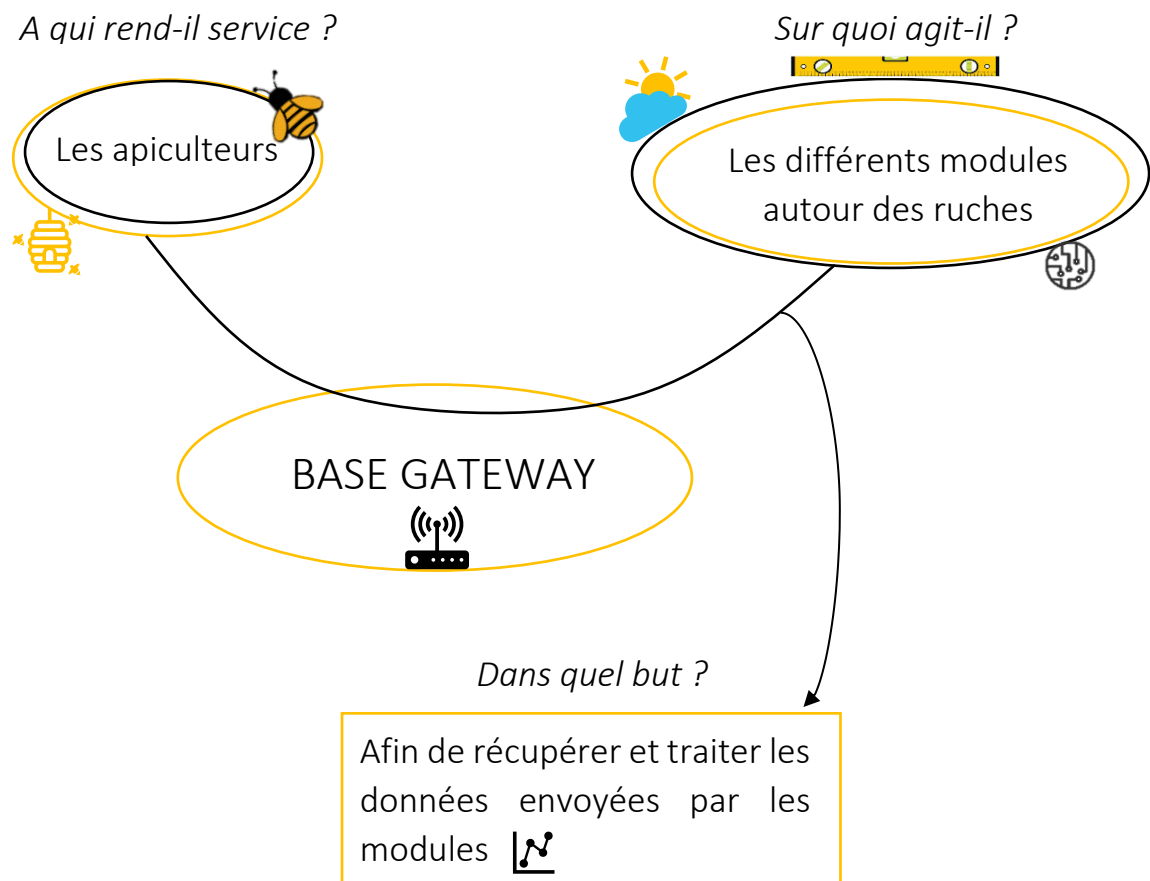 A qui rend-il service ?
Sur quoi agit-il ?
Les apiculteurs
Les différents modules
autour des ruches
BASE GATEWAY
Dans quel but ?
Afin de récupérer et traiter les
données envoyées par les
modules